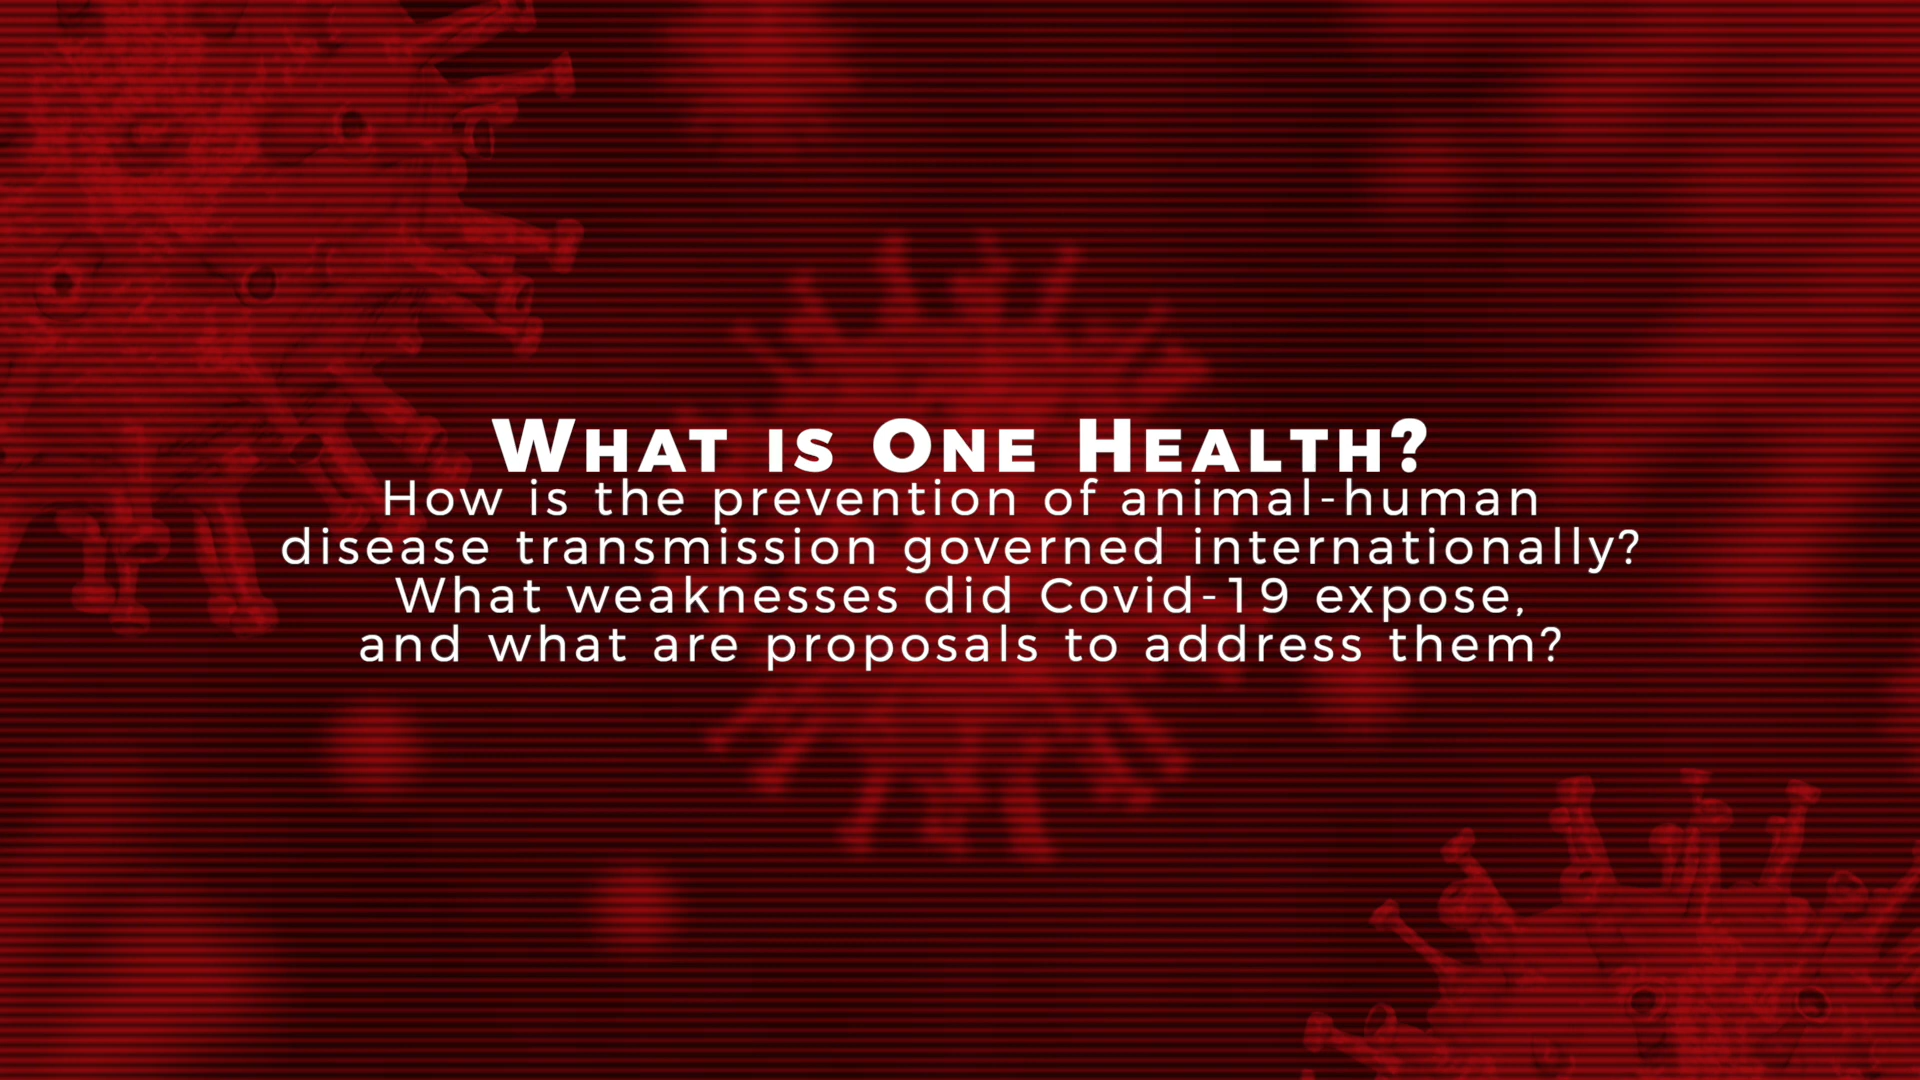 What is One Health?
How is the prevention of animal-human
disease transmission governed internationally?
What weaknesses did Covid-19 expose,
and what are proposals to address them?